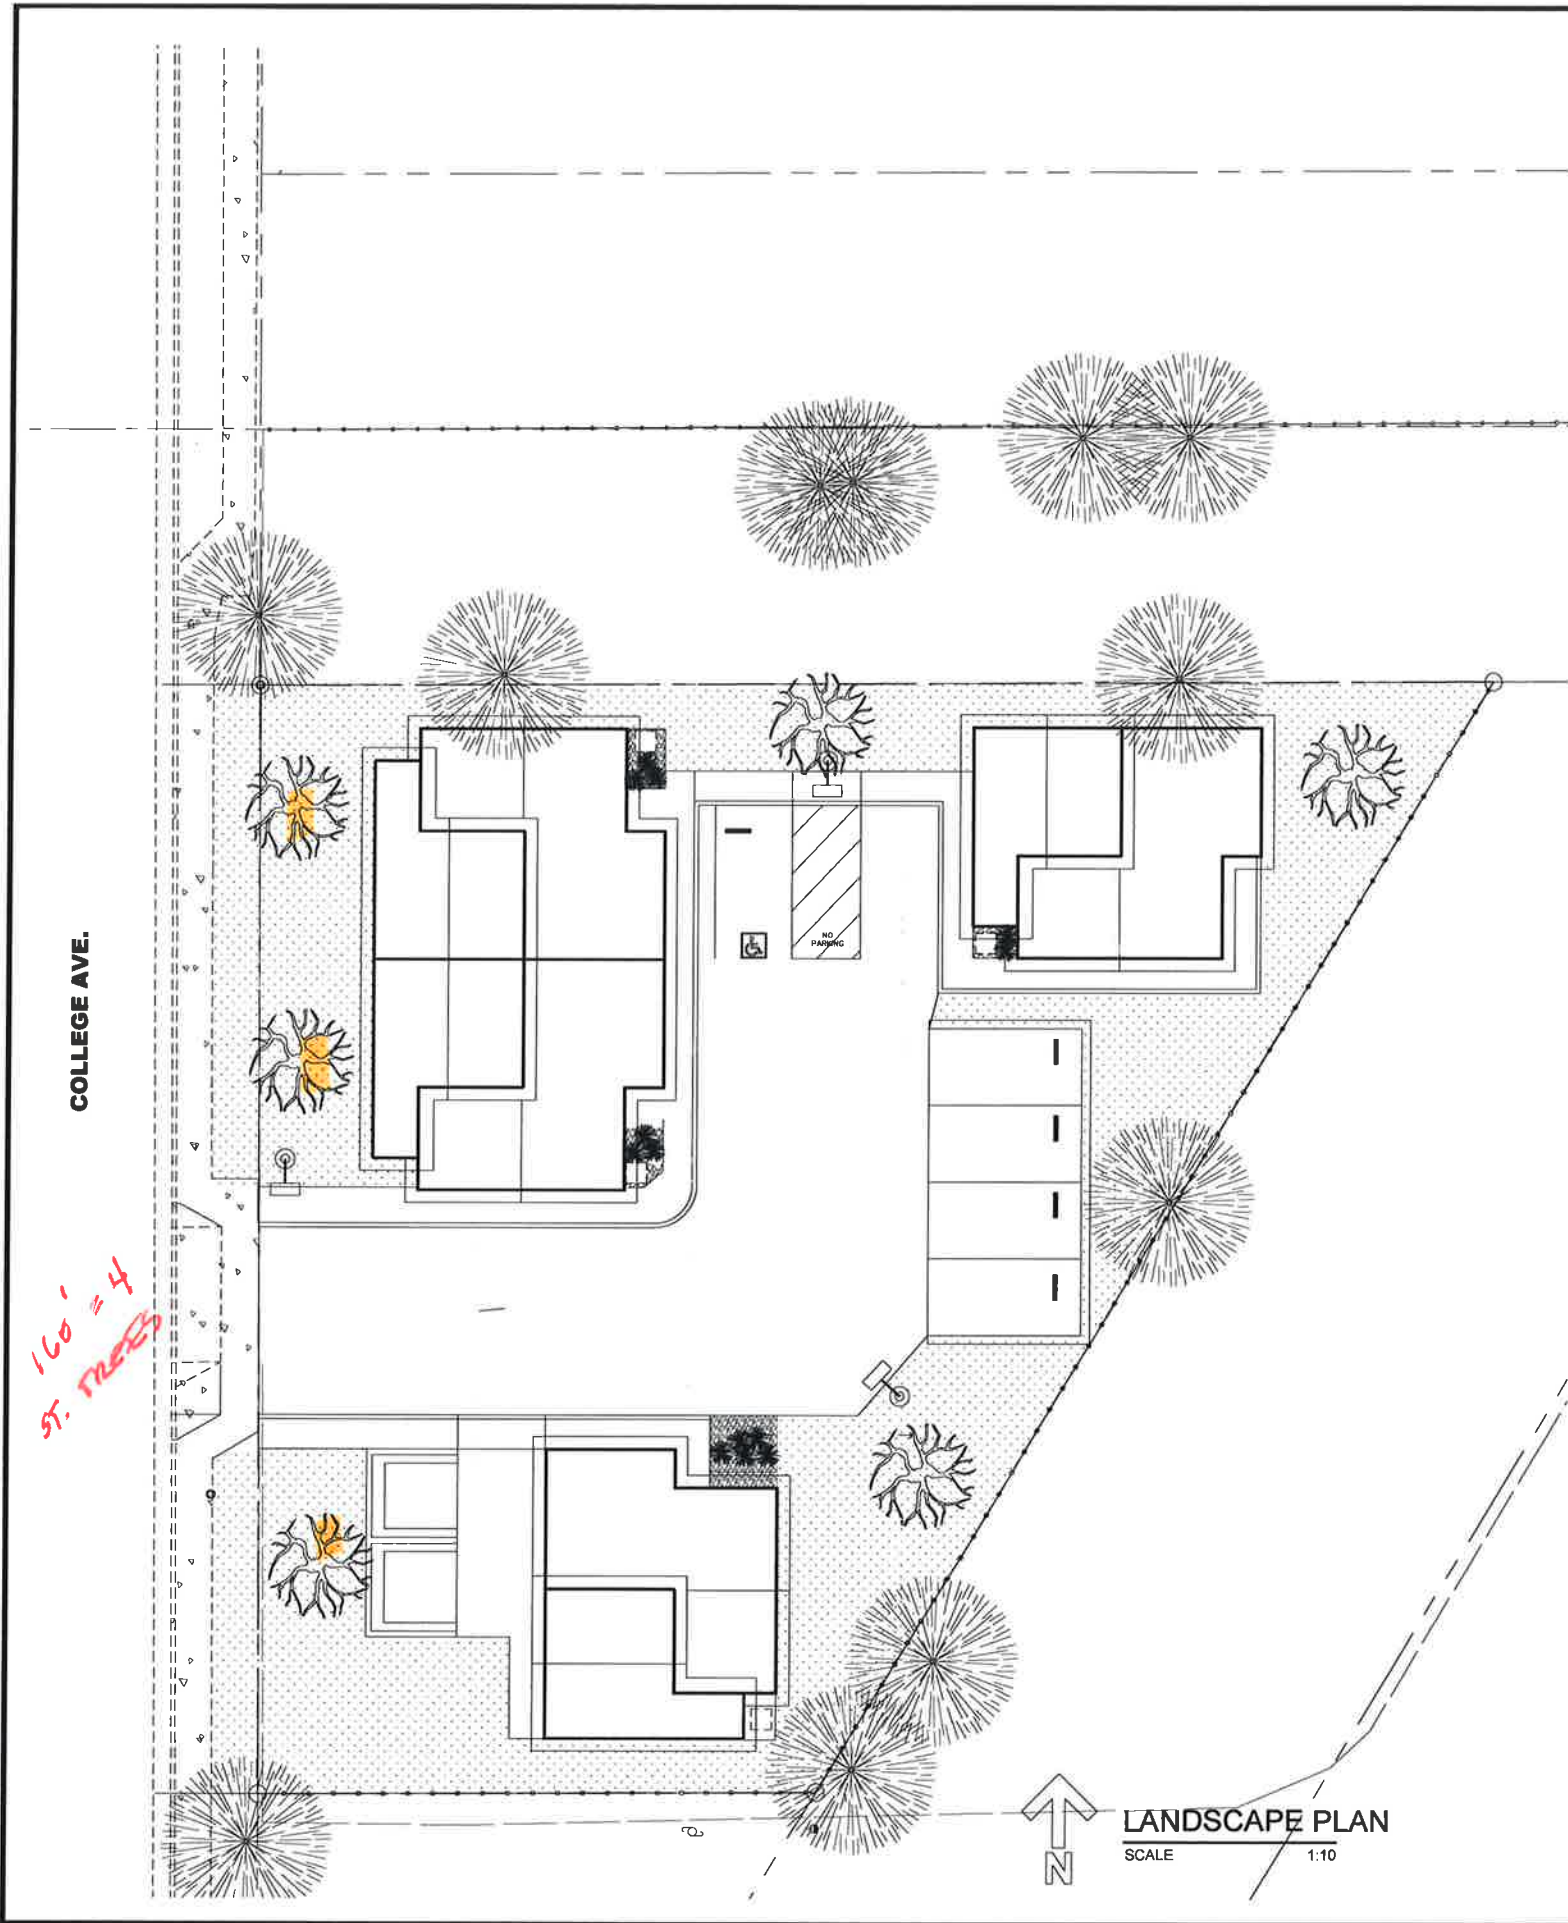 COLLEGE AVE.
NO
PARKING
160' = 4
ST. TREES
N
LANDSCAPE PLAN
SCALE 1:10